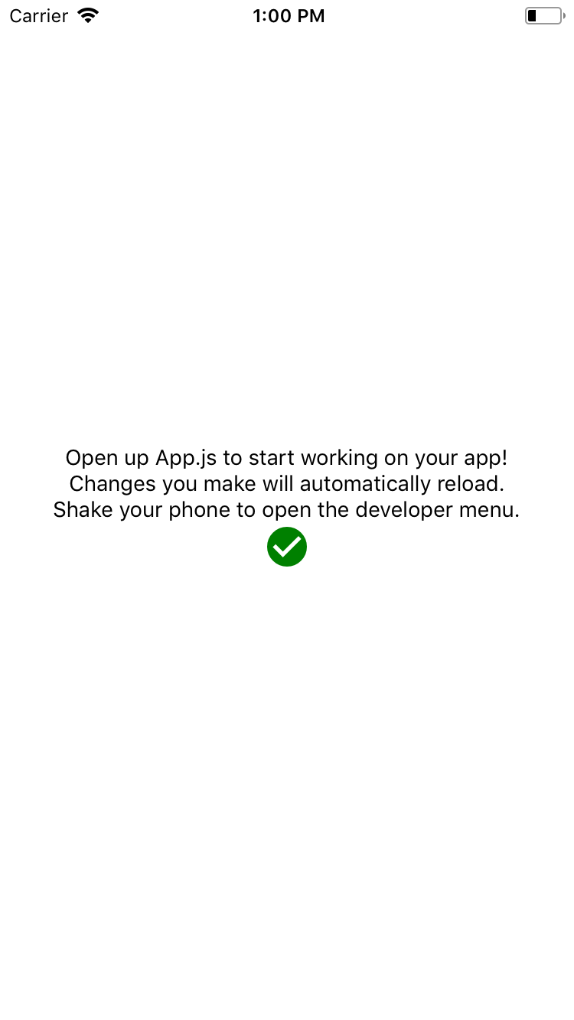 Carrier 1:00 PM
Open up App.js to start working on your app!
Changes you make will automatically reload.
Shake your phone to open the developer menu.